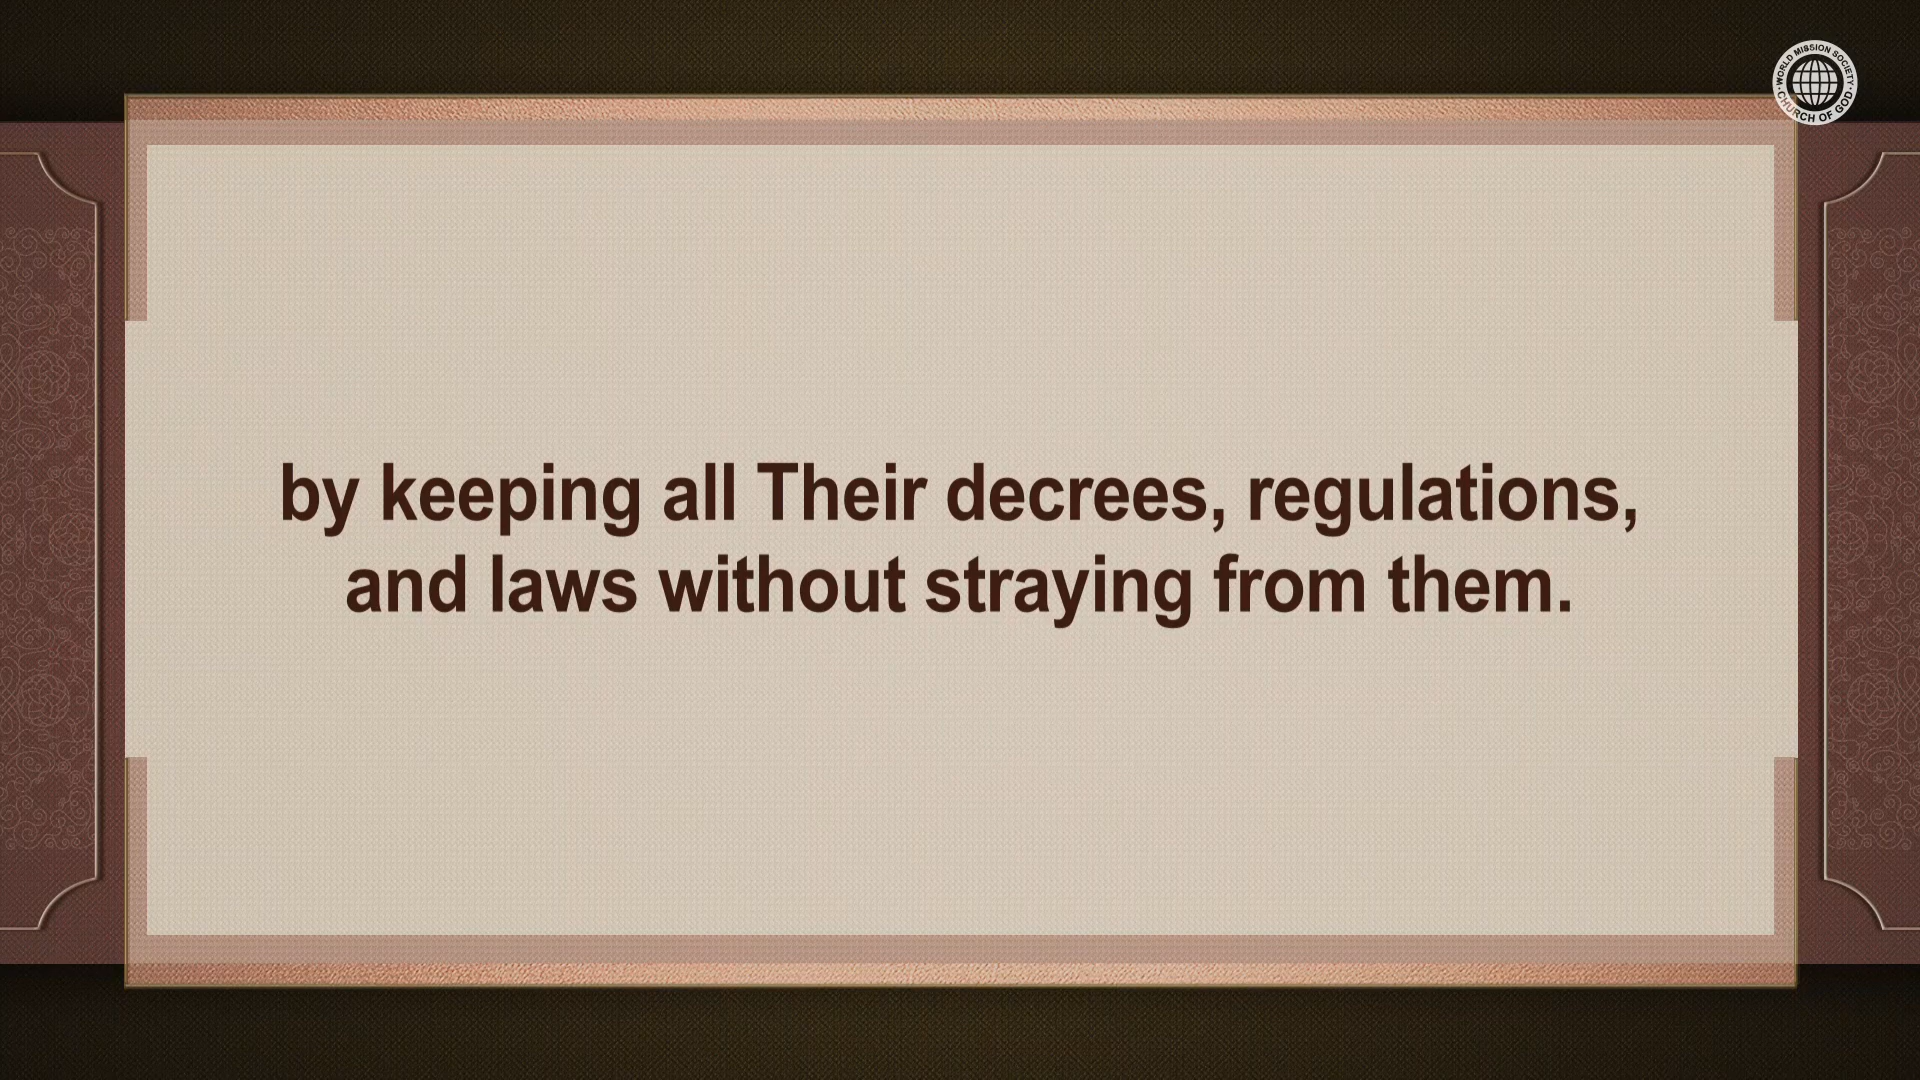 WORLD MISSION SOCIETY
CHURCH OF GOD
by keeping all Their decrees, regulations,
and laws without straying from them.